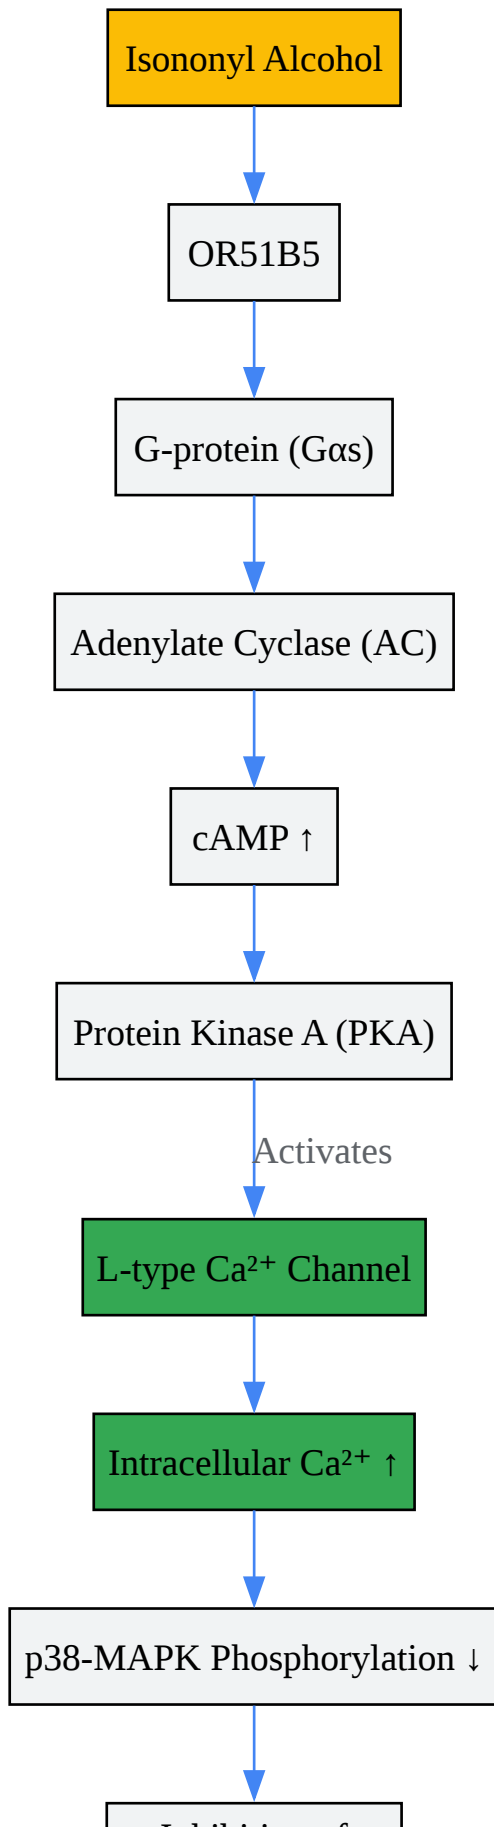 Isononyl Alcohol
OR51B5
G-protein (Gαs)
Adenylate Cyclase (AC)
cAMP ↑
Protein Kinase A (PKA)
Activates
L-type Ca²⁺ Channel
Intracellular Ca²⁺ ↑
p38-MAPK Phosphorylation ↓